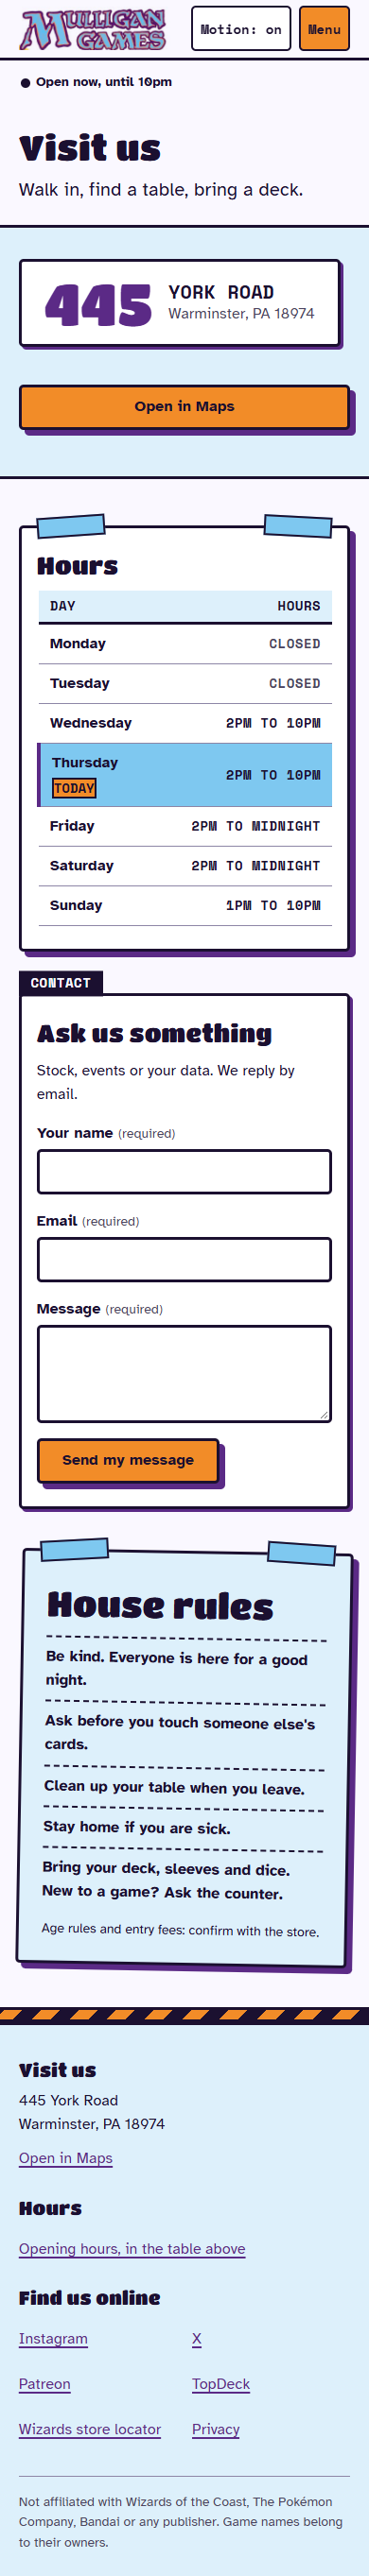 Mulligan Games
Motion: on
Menu
Open now, until 10pm
Visit us
Walk in, find a table, bring a deck.
445
YORK ROAD
Warminster, PA 18974
Open in Maps
Hours
DAY HOURS
Monday CLOSED
Tuesday CLOSED
Wednesday 2PM TO 10PM
Thursday 2PM TO 10PM
TODAY
Friday 2PM TO MIDNIGHT
Saturday 2PM TO MIDNIGHT
Sunday 1PM TO 10PM
CONTACT
Ask us something
Stock, events or your data. We reply by
email.
Your name (required)
Email (required)
Message (required)
Send my message
House rules
Be kind. Everyone is here for a good
night.
Ask before you touch someone else's
cards.
Clean up your table when you leave.
Stay home if you are sick.
Bring your deck, sleeves and dice.
New to a game? Ask the counter.
Age rules and entry fees: confirm with the store.
Visit us
445 York Road
Warminster, PA 18974
Open in Maps
Hours
Opening hours, in the table above
Find us online
Instagram X
Patreon TopDeck
Wizards store locator Privacy
Not affiliated with Wizards of the Coast, The Pokémon
Company, Bandai or any publisher. Game names belong
to their owners.